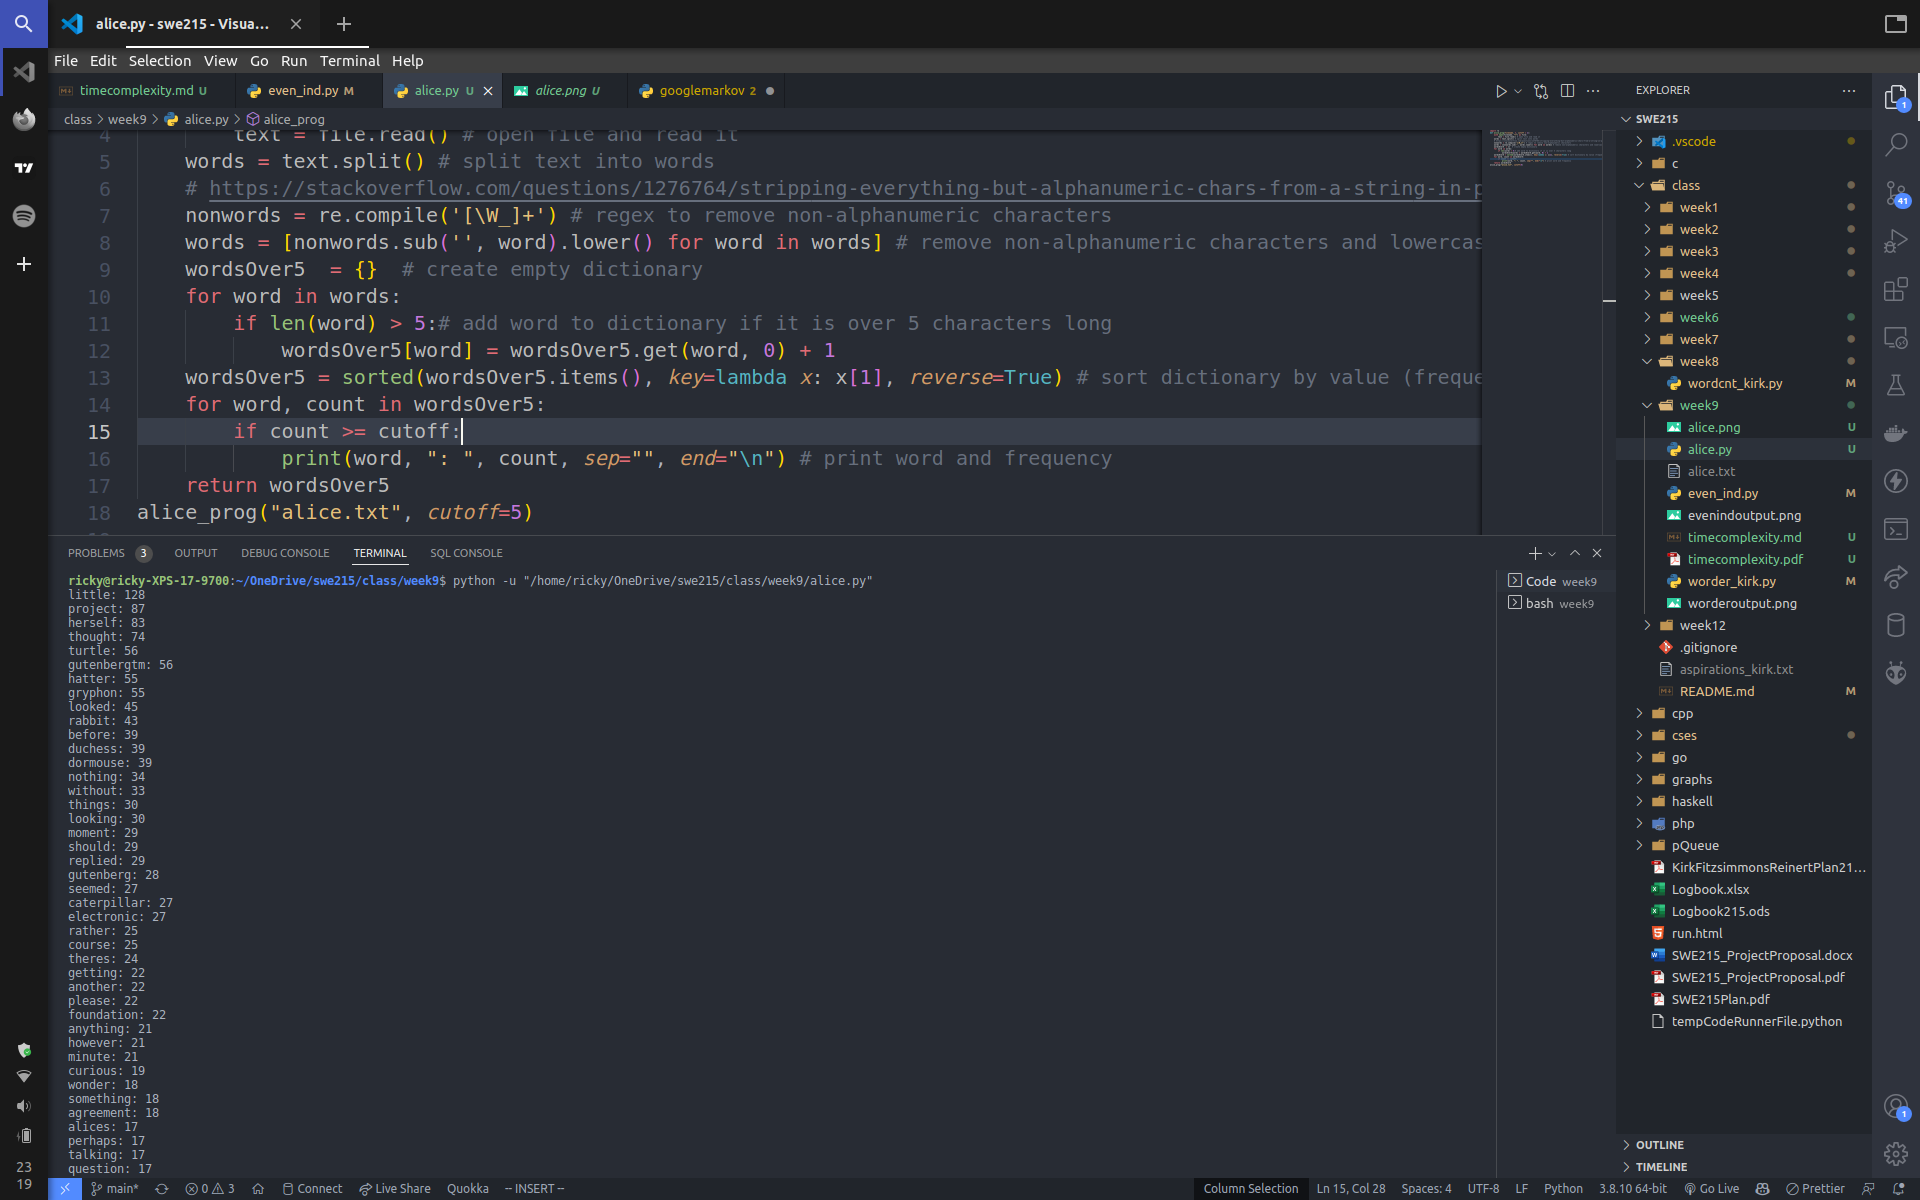 alice.py - swe215 - Visua...
File Edit Selection View Go Run Terminal Help
timecomplexity.md U
even_ind.py M
alice.py U
alice.png U
googlemarkov 2
class > week9 > alice.py > alice_prog
4 text = file.read() # open file and read it
5 words = text.split() # split text into words
6 # https://stackoverflow.com/questions/1276764/stripping-everything-but-alphanumeric-chars-from-a-string-in-p
7 nonwords = re.compile('[\W_]+') # regex to remove non-alphanumeric characters
8 words = [nonwords.sub('', word).lower() for word in words] # remove non-alphanumeric characters and lowercas
9 wordsOver5  = {}  # create empty dictionary
10 for word in words:
11 if len(word) > 5:# add word to dictionary if it is over 5 characters long
12 wordsOver5[word] = wordsOver5.get(word, 0) + 1
13 wordsOver5 = sorted(wordsOver5.items(), key=lambda x: x[1], reverse=True) # sort dictionary by value (freque
14 for word, count in wordsOver5:
15 if count >= cutoff:
16 print(word, ": ", count, sep="", end="\n") # print word and frequency
17 return wordsOver5
18 alice_prog("alice.txt", cutoff=5)
PROBLEMS 3 OUTPUT DEBUG CONSOLE TERMINAL SQL CONSOLE
ricky@ricky-XPS-17-9700:~/OneDrive/swe215/class/week9$ python -u "/home/ricky/OneDrive/swe215/class/week9/alice.py"
little: 128
project: 87
herself: 83
thought: 74
turtle: 56
gutenbergtm: 56
hatter: 55
gryphon: 55
looked: 45
rabbit: 43
before: 39
duchess: 39
dormouse: 39
nothing: 34
without: 33
things: 30
looking: 30
moment: 29
should: 29
replied: 29
gutenberg: 28
seemed: 27
caterpillar: 27
electronic: 27
rather: 25
course: 25
theres: 24
getting: 22
another: 22
please: 22
foundation: 22
anything: 21
however: 21
minute: 21
curious: 19
wonder: 18
something: 18
agreement: 18
alices: 17
perhaps: 17
talking: 17
question: 17
Code week9
bash week9
EXPLORER
SWE215
.vscode
c
class
week1
week2
week3
week4
week5
week6
week7
week8
wordcnt_kirk.py M
week9
alice.png U
alice.py U
alice.txt
even_ind.py M
evenindoutput.png
timecomplexity.md U
timecomplexity.pdf U
worder_kirk.py M
worderoutput.png
week12
.gitignore
aspirations_kirk.txt
README.md M
cpp
cses
go
graphs
haskell
php
pQueue
KirkFitzsimmonsReinertPlan21...
Logbook.xlsx
Logbook215.ods
run.html
SWE215_ProjectProposal.docx
SWE215_ProjectProposal.pdf
SWE215Plan.pdf
tempCodeRunnerFile.python
OUTLINE
TIMELINE
1
41
1
23
19
main* 0 3 Connect Live Share Quokka -- INSERT -- Column Selection Ln 15, Col 28 Spaces: 4 UTF-8 LF Python 3.8.10 64-bit Go Live Prettier